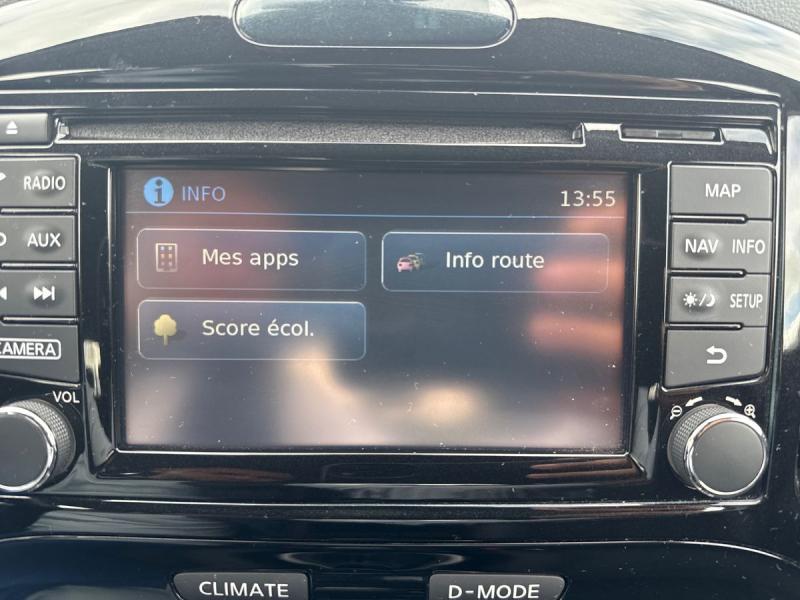 RADIO
AUX
CAMERA
VOL
INFO 13:55
Mes apps Info route
Score écol.
MAP
NAV INFO
SETUP
CLIMATE D-MODE